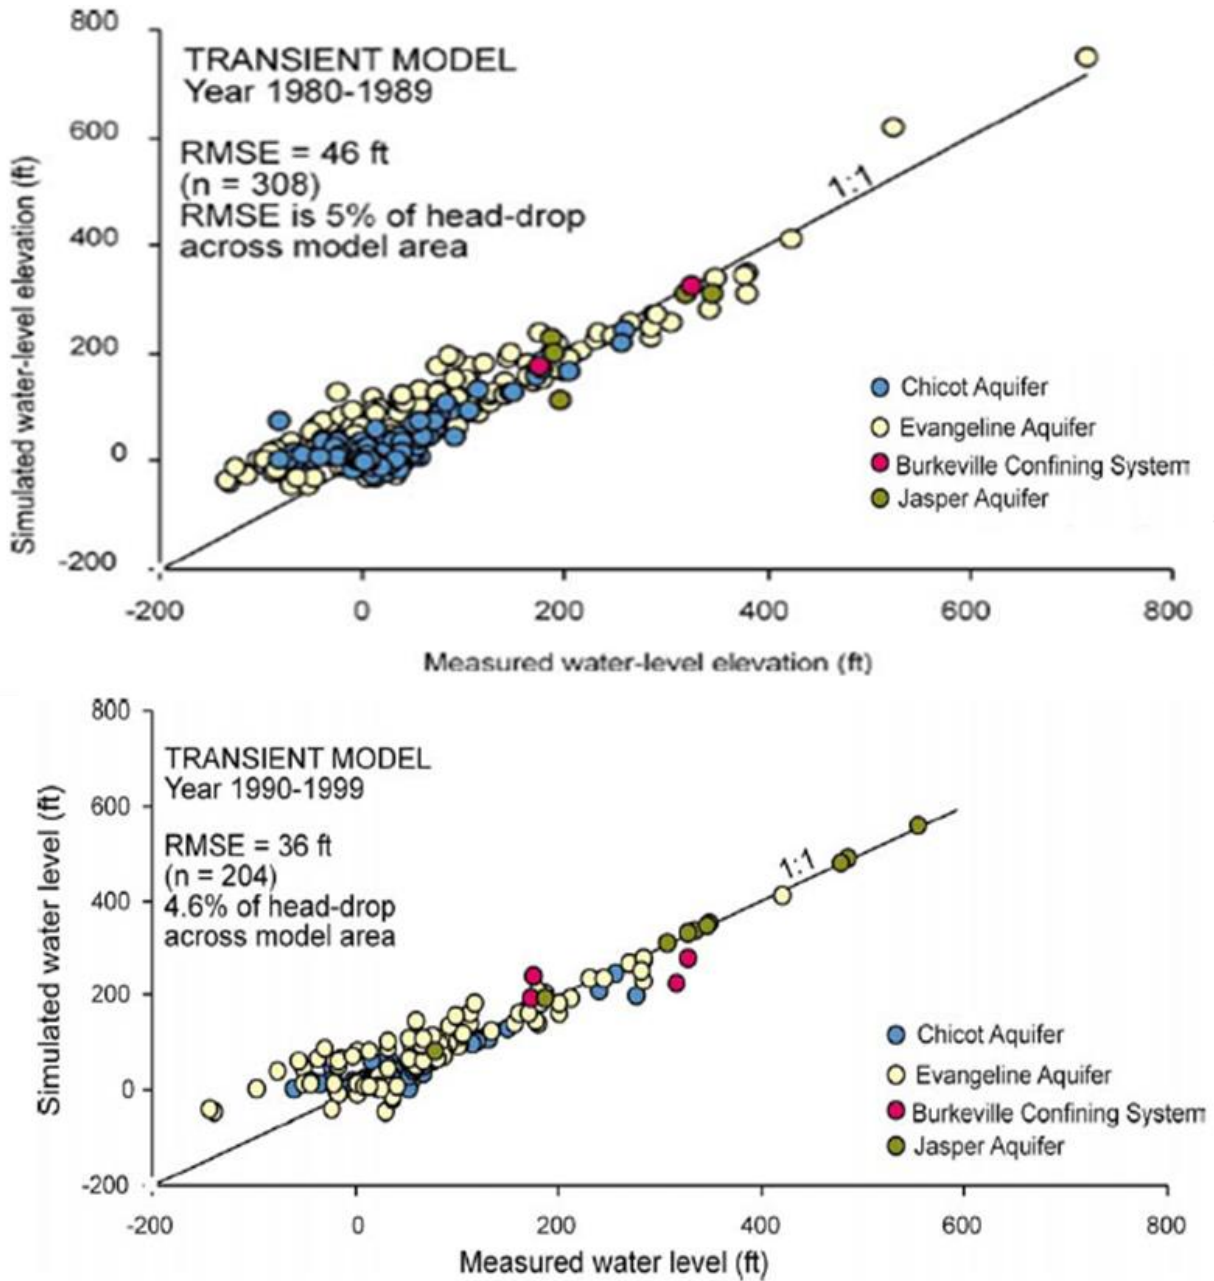 800
TRANSIENT MODEL
Year 1980-1989
600
RMSE = 46 ft
(n = 308)
RMSE is 5% of head-drop
across model area
1:1
400
200
0
-200
Simulated water-level elevation (ft)
Chicot Aquifer
Evangeline Aquifer
Burkeville Confining System
Jasper Aquifer
-200 0 200 400 600 800
Measured water-level elevation (ft)
800
TRANSIENT MODEL
Year 1990-1999
600
RMSE = 36 ft
(n = 204)
4.6% of head-drop
across model area
1:1
400
200
0
-200
Simulated water level (ft)
Chicot Aquifer
Evangeline Aquifer
Burkeville Confining System
Jasper Aquifer
-200 0 200 400 600 800
Measured water level (ft)